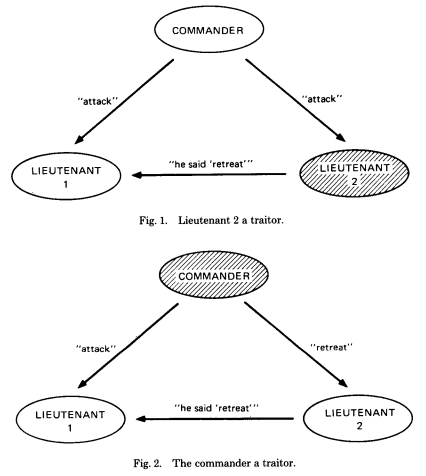 COMMANDER
"attack"
"attack"
LIEUTENANT
1
"he said 'retreat'"
LIEUTENANT
2
Fig. 1. Lieutenant 2 a traitor.
COMMANDER
"attack"
"retreat"
LIEUTENANT
1
"he said 'retreat'"
LIEUTENANT
2
Fig. 2. The commander a traitor.